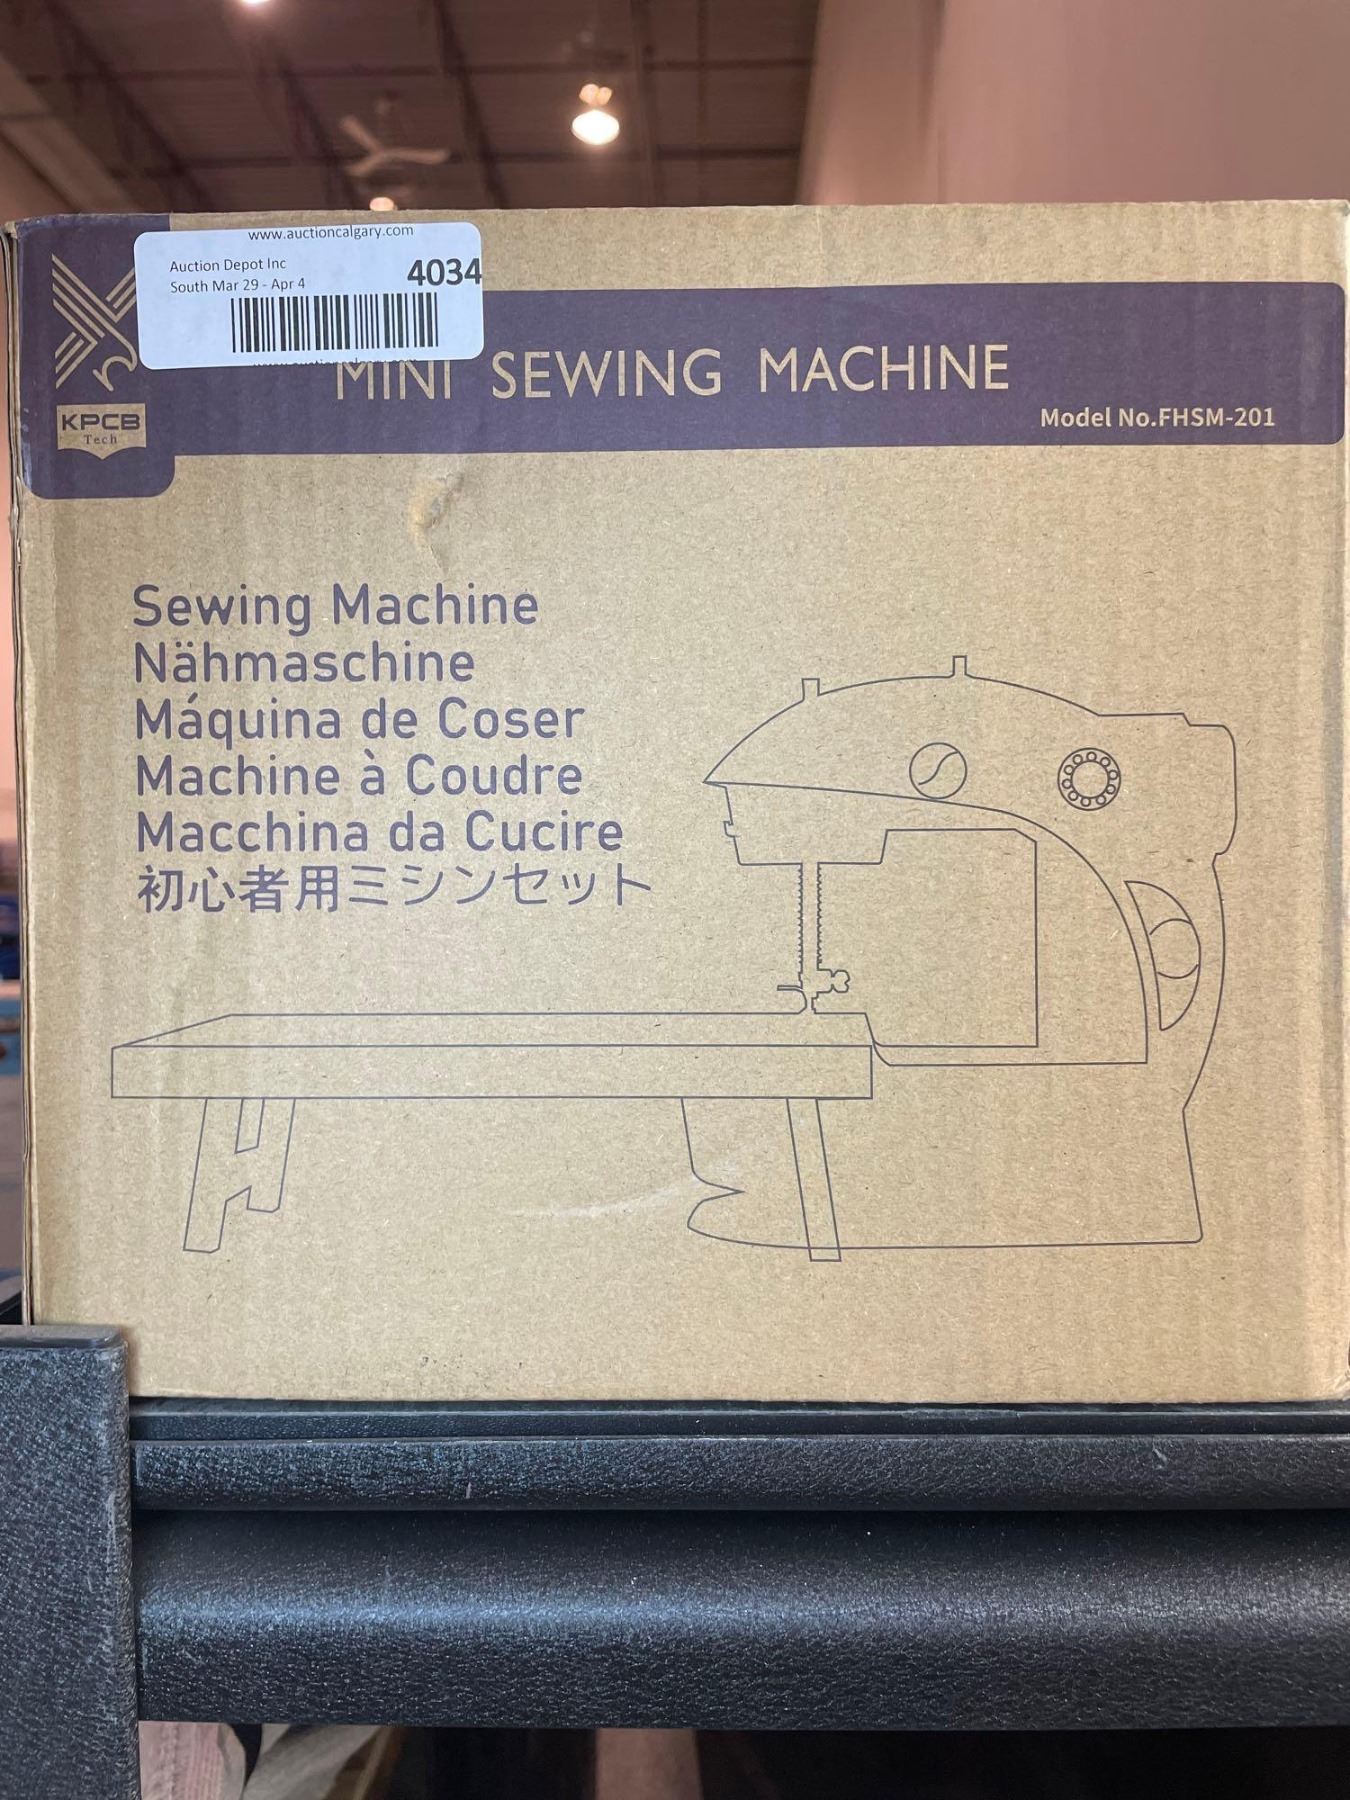 www.auctioncalgary.com
Auction Depot Inc
4034
South Mar 29 - Apr 4
MINI SEWING MACHINE
KPCB
Tech
Model No.FHSM-201
Sewing Machine
Nähmaschine
Máquina de Coser
Machine à Coudre
Macchina da Cucire
初心者用ミシンセット